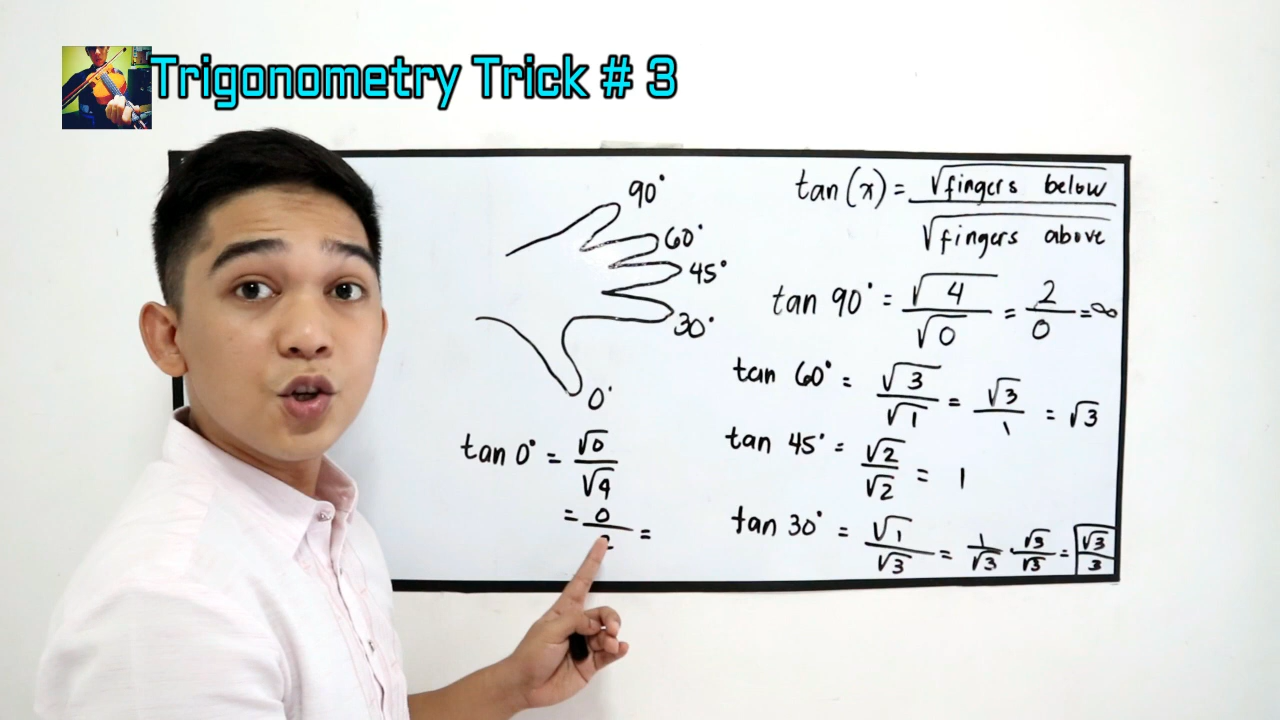 Trigonometry Trick # 3
90°
60°
45°
30°
0°
tan 0° = √0 / √4
= 0 / 2 =
tan(x) = √fingers below / √fingers above
tan 90° = √4 / √0 = 2 / 0 = ∞
tan 60° = √3 / √1 = √3 / 1 = √3
tan 45° = √2 / √2 = 1
tan 30° = √1 / √3 = 1 / √3 · √3 / √3 = √3 / 3